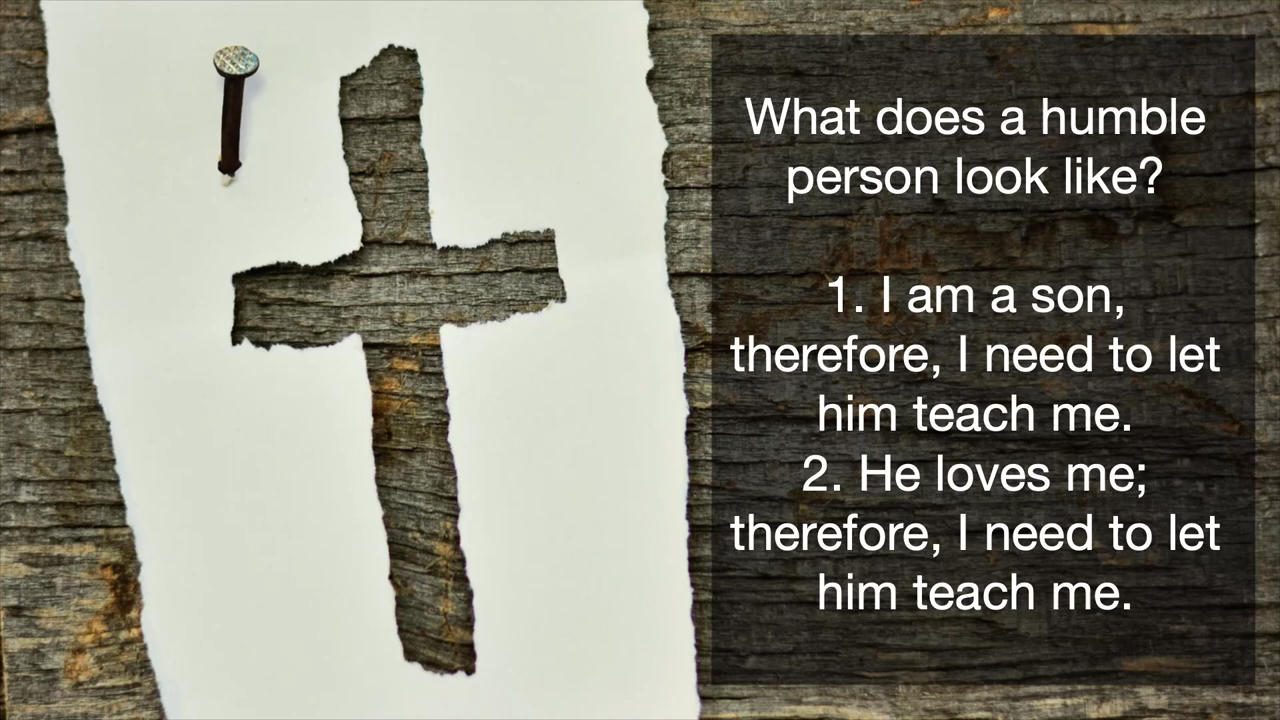 What does a humble
person look like?
1. I am a son,
therefore, I need to let
him teach me.
2. He loves me;
therefore, I need to let
him teach me.